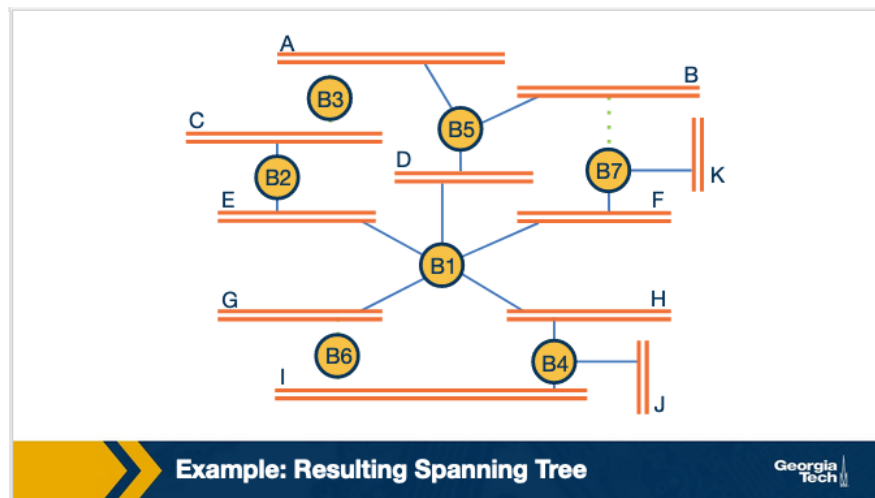 A
B3
B
C
B5
D
B7
B2
K
E
F
B1
G
H
B6
B4
I
J
Example: Resulting Spanning Tree
Georgia
Tech